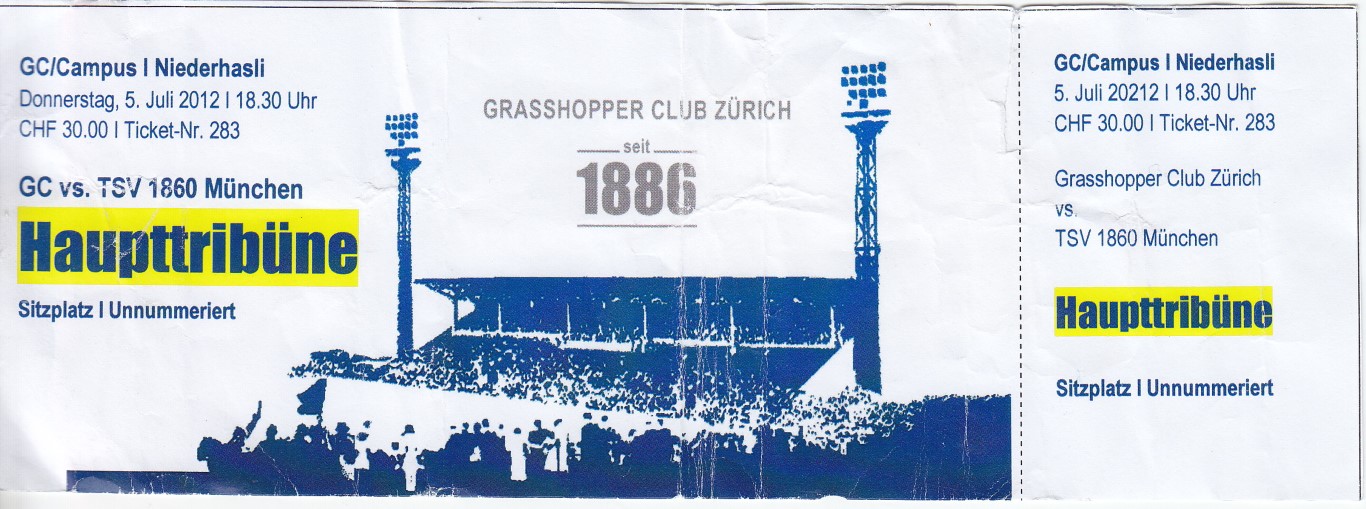 GC/Campus I Niederhasli
Donnerstag, 5. Juli 2012 I 18.30 Uhr
CHF 30.00 I Ticket-Nr. 283
GC vs. TSV 1860 München
Haupttribüne
Sitzplatz I Unnummeriert
GRASSHOPPER CLUB ZÜRICH
seit
1886
GC/Campus I Niederhasli
5. Juli 20212 I 18.30 Uhr
CHF 30.00 I Ticket-Nr. 283
Grasshopper Club Zürich
vs.
TSV 1860 München
Haupttribüne
Sitzplatz I Unnummeriert